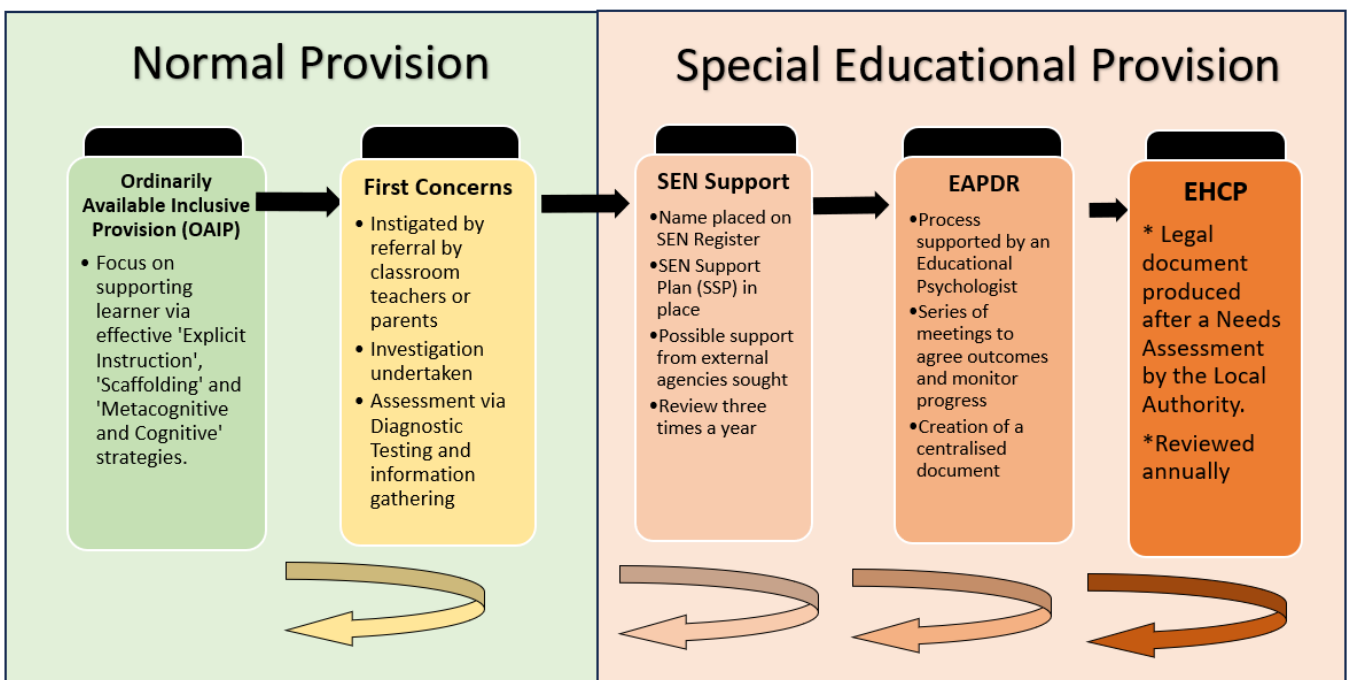 Normal Provision
Special Educational Provision
Ordinarily
Available Inclusive
Provision (OAIP)
• Focus on
supporting
learner via
effective 'Explicit
Instruction',
'Scaffolding' and
'Metacognitive
and Cognitive'
strategies.
First Concerns
• Instigated by
referral by
classroom
teachers or
parents
• Investigation
undertaken
• Assessment via
Diagnostic
Testing and
information
gathering
SEN Support
•Name placed on
SEN Register
•SEN Support
Plan (SSP) in
place
•Possible support
from external
agencies sought
•Review three
times a year
EAPDR
•Process
supported by an
Educational
Psychologist
•Series of
meetings to
agree outcomes
and monitor
progress
•Creation of a
centralised
document
EHCP
* Legal
document
produced
after a Needs
Assessment
by the Local
Authority.
*Reviewed
annually